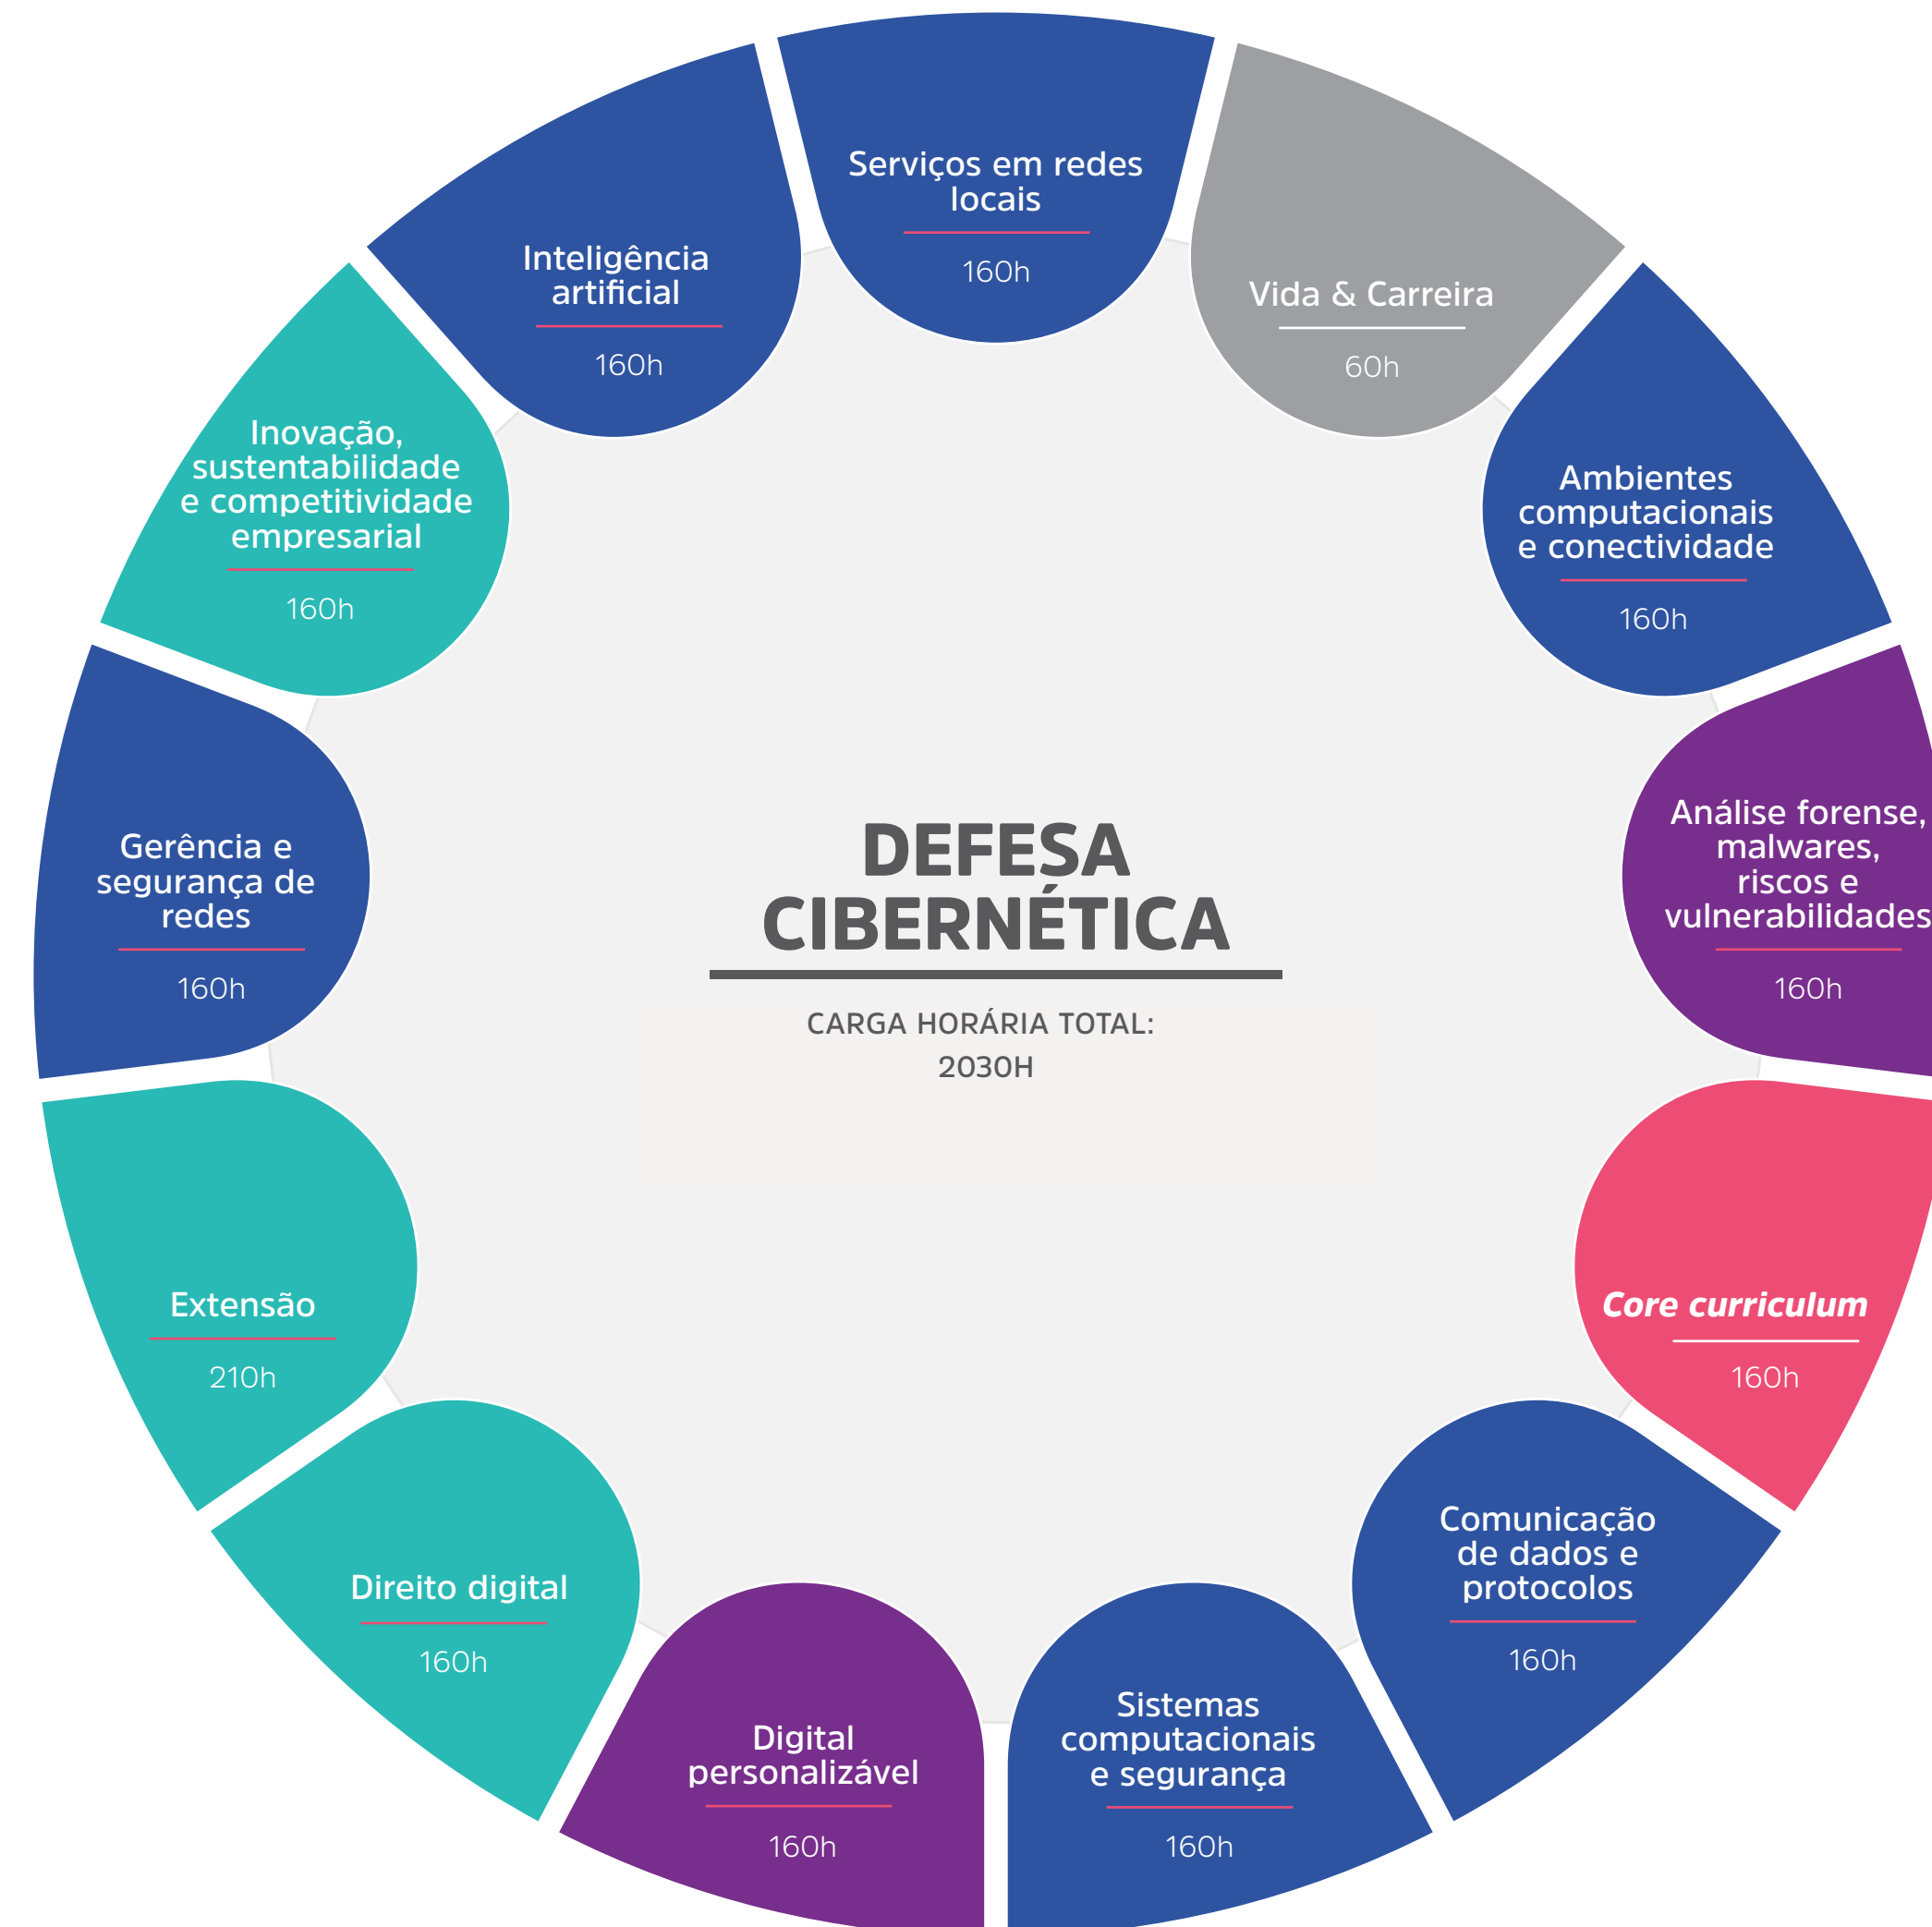 Serviços em redes
locais
160h
Vida & Carreira
60h
Ambientes
computacionais
e conectividade
160h
Análise forense,
malwares,
riscos e
vulnerabilidades
160h
Core curriculum
160h
Comunicação
de dados e
protocolos
160h
Sistemas
computacionais
e segurança
160h
Digital
personalizável
160h
Direito digital
160h
Extensão
210h
Gerência e
segurança de
redes
160h
Inovação,
sustentabilidade
e competitividade
empresarial
160h
Inteligência
artificial
160h
DEFESA
CIBERNÉTICA
CARGA HORÁRIA TOTAL:
2030H